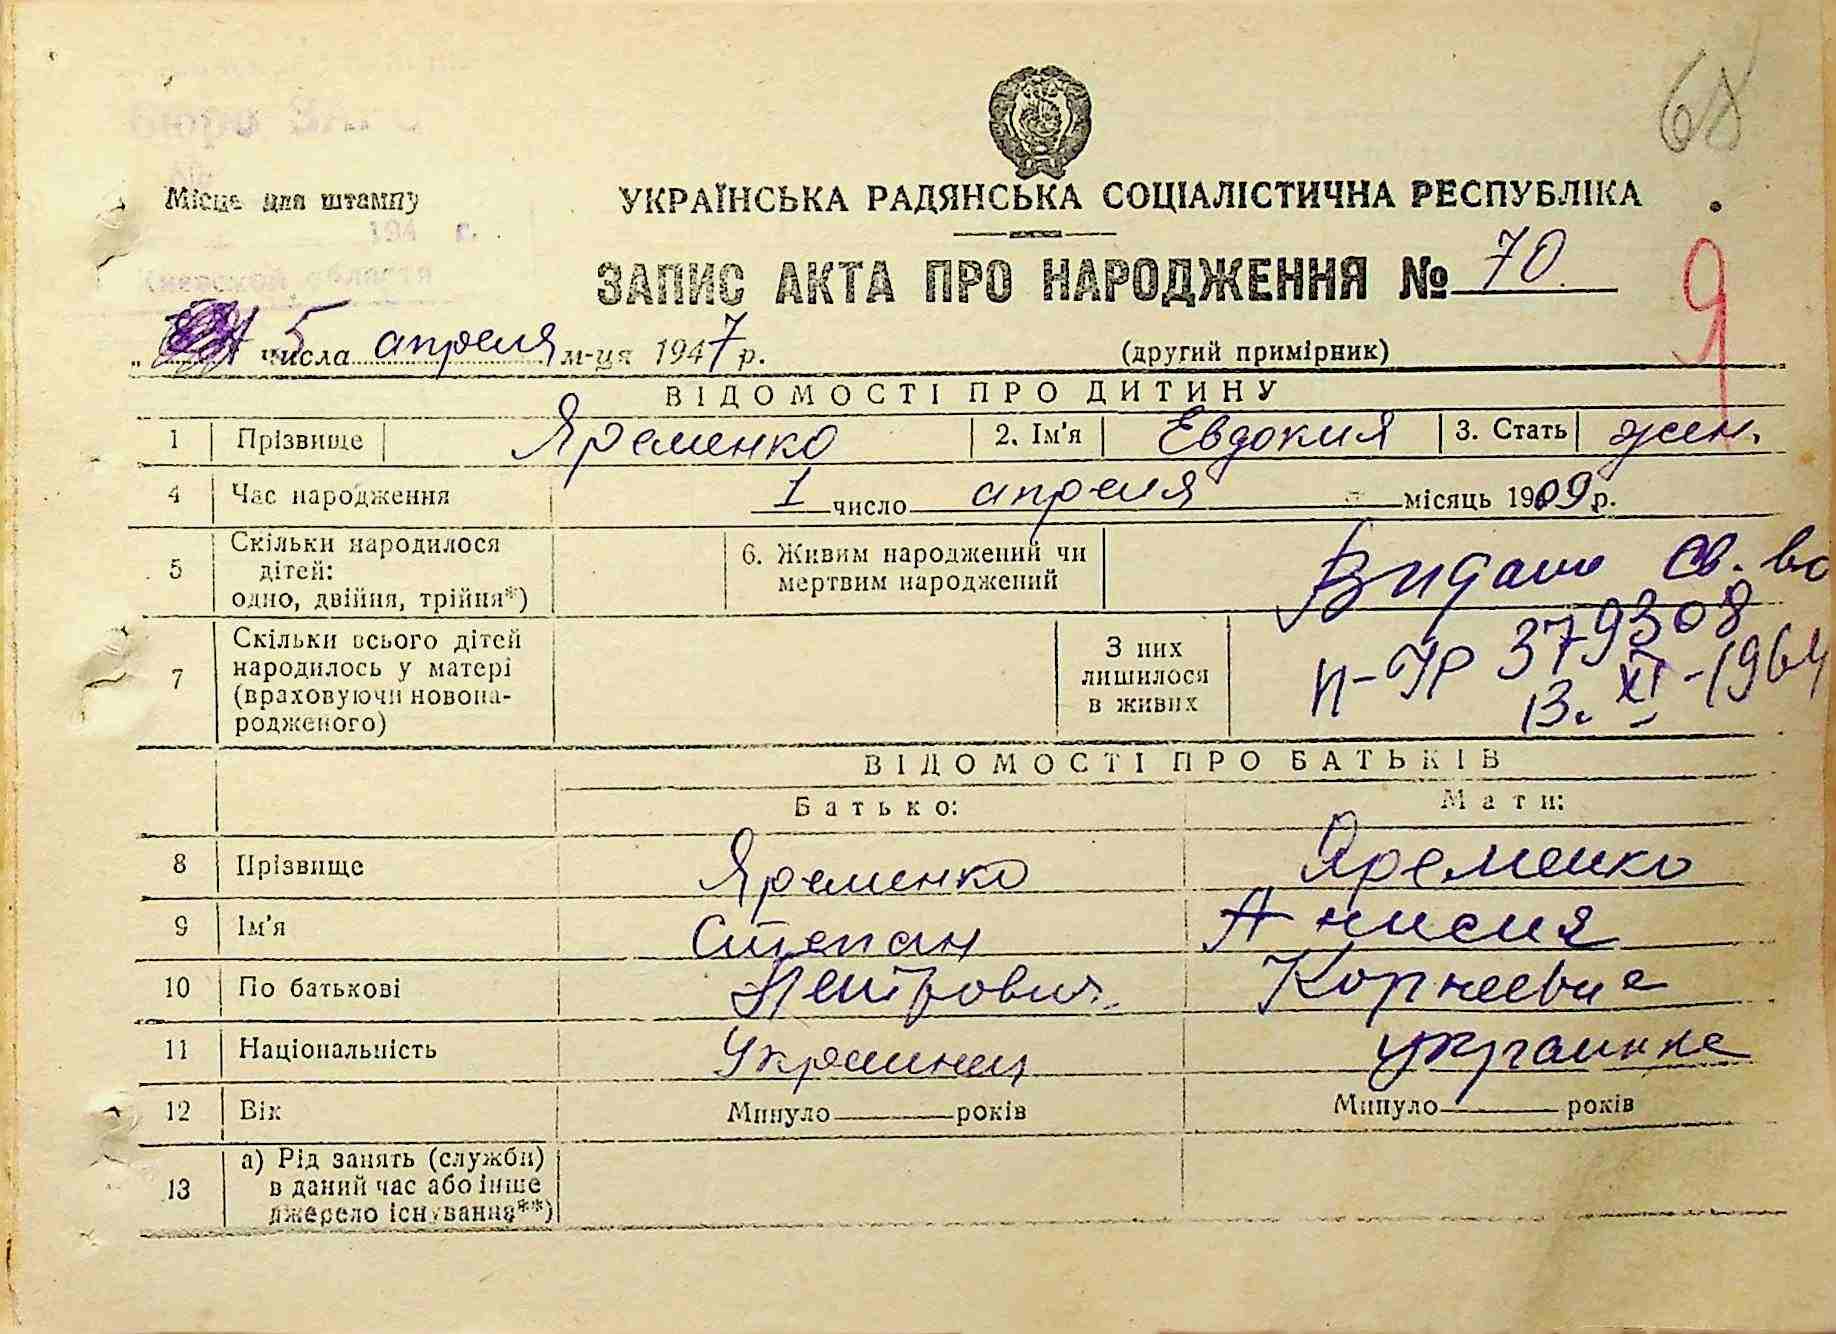 68
Бюро ЗАГС
Місце для штампу
УКРАЇНСЬКА РАДЯНСЬКА СОЦІАЛІСТИЧНА РЕСПУБЛІКА
194 г.
Киевской области
ЗАПИС АКТА ПРО НАРОДЖЕННЯ № 70
Я
5 числа апреля м-ця 1947 р.
(другий примірник)
ВІДОМОСТІ ПРО ДИТИНУ
1 Прізвище Яременко 2. Ім'я Евдокия 3. Стать жен.
4 Час народження 1 число апреля місяць 1909 р.
5 Скільки народилося дітей: одно, двійня, трійня*)
6. Живим народжений чи мертвим народжений
Видано св. во
7 Скільки всього дітей народилось у матері (враховуючи новонародженого)
З них лишилося в живих
379308
13. XI - 1964
ВІДОМОСТІ ПРО БАТЬКІВ
Батько: Мати:
8 Прізвище Яременко Яременко
9 Ім'я Степан Анисия
10 По батькові Петрович Корнеевна
11 Національність Украинец украинка
12 Вік Минуло років Минуло років
13 а) Рід занять (служби) в даний час або інше джерело існування**)